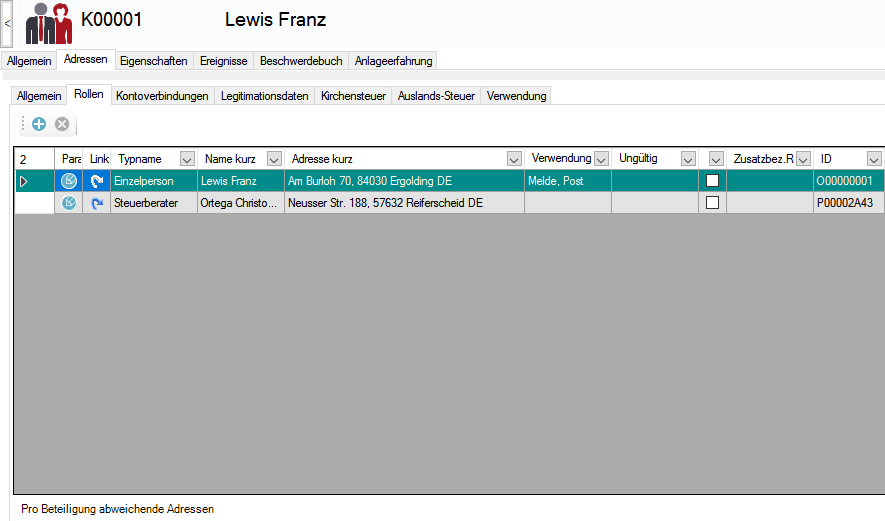 <
K00001 Lewis Franz
Allgemein Adressen Eigenschaften Ereignisse Beschwerdebuch Anlageerfahrung
Allgemein Rollen Kontoverbindungen Legitimationsdaten Kirchensteuer Auslands-Steuer Verwendung
2 Para Link Typname Name kurz Adresse kurz Verwendung Ungültig Zusatzbez.R ID
Einzelperson Lewis Franz Am Burloh 70, 84030 Ergolding DE Melde, Post O00000001
Steuerberater Ortega Christo... Neusser Str. 188, 57632 Reiferscheid DE P00002A43
Pro Beteiligung abweichende Adressen